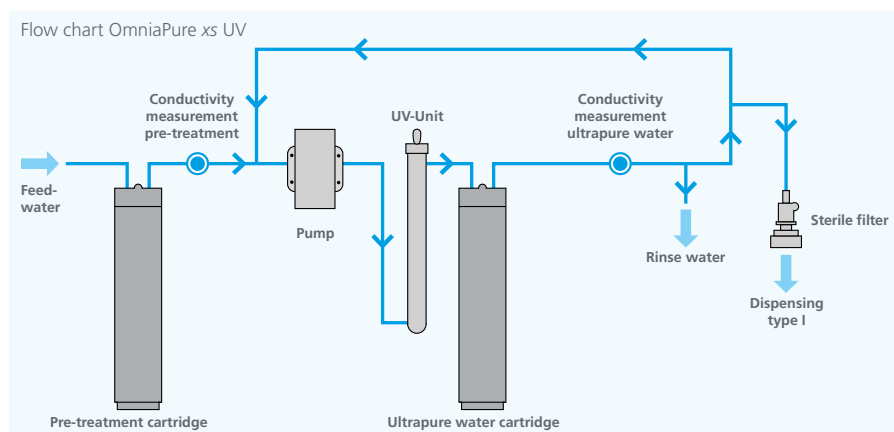 Flow chart OmniaPure xs UV
Conductivity
measurement
pre-treatment
UV-Unit
Conductivity
measurement
ultrapure water
Feed-
water
Pump
Sterile filter
Rinse water
Dispensing
type I
Pre-treatment cartridge
Ultrapure water cartridge